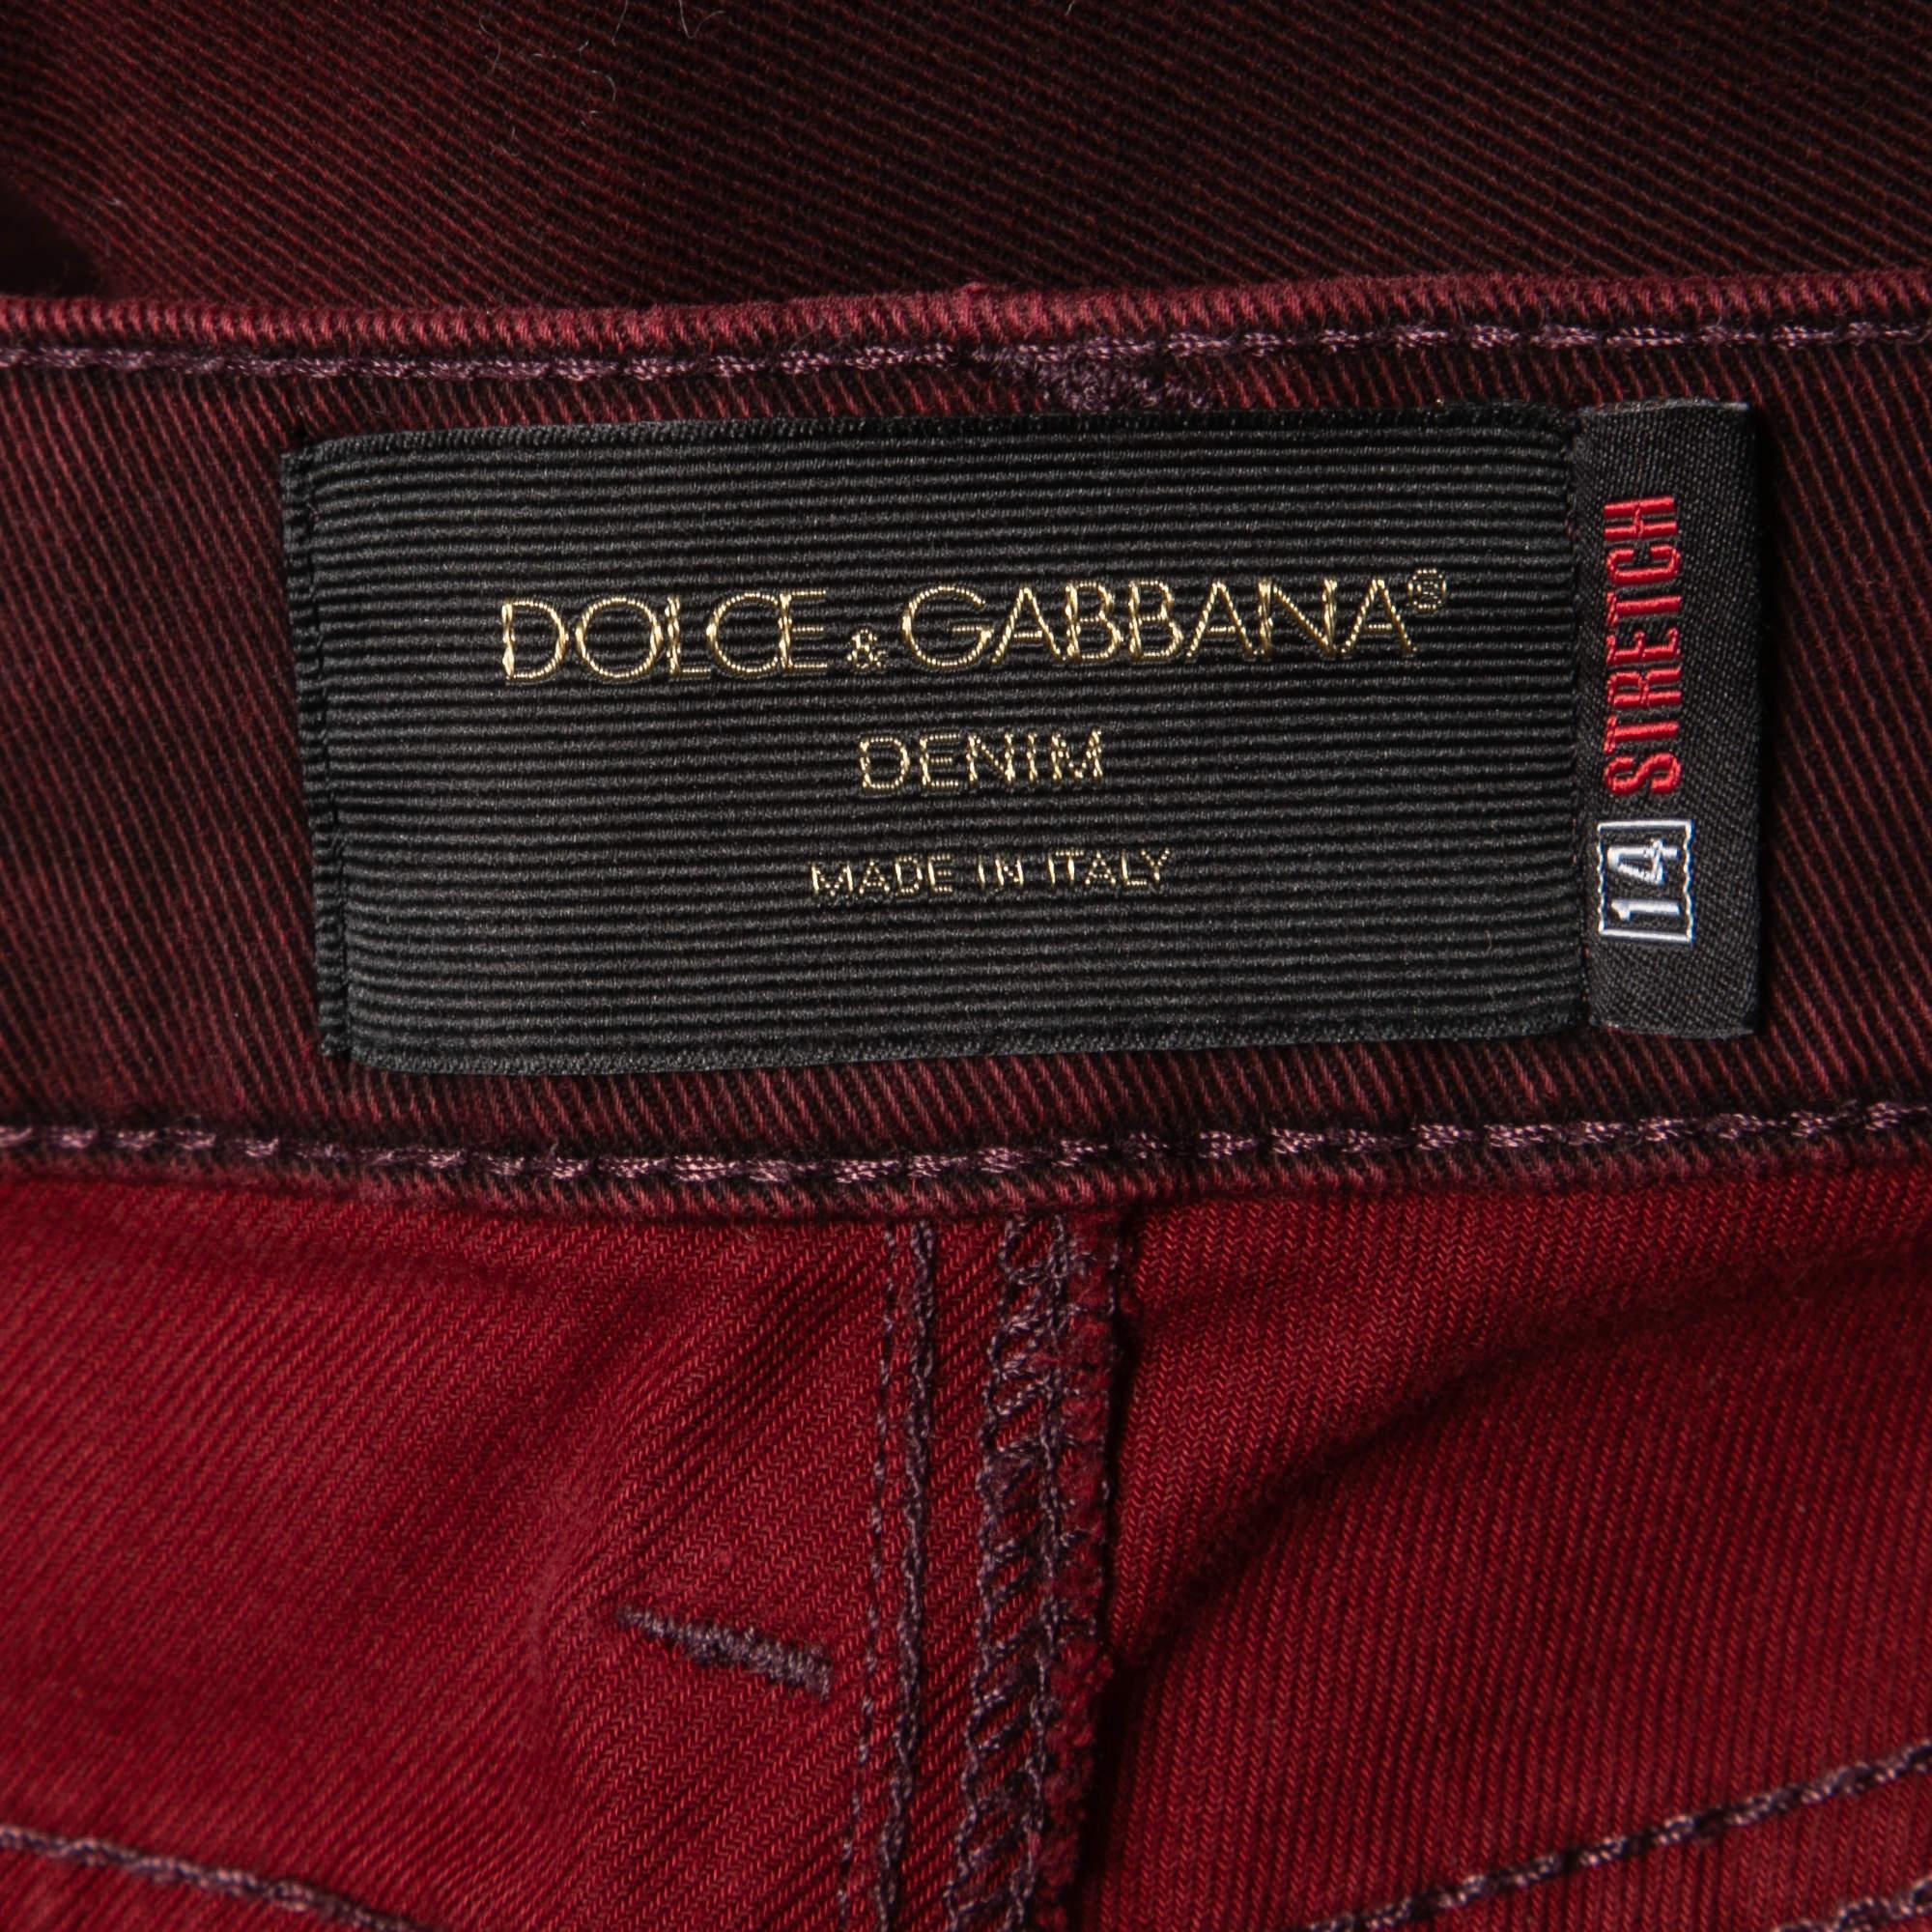 DOLCE & GABBANA®
DENIM
MADE IN ITALY
14 STRETCH